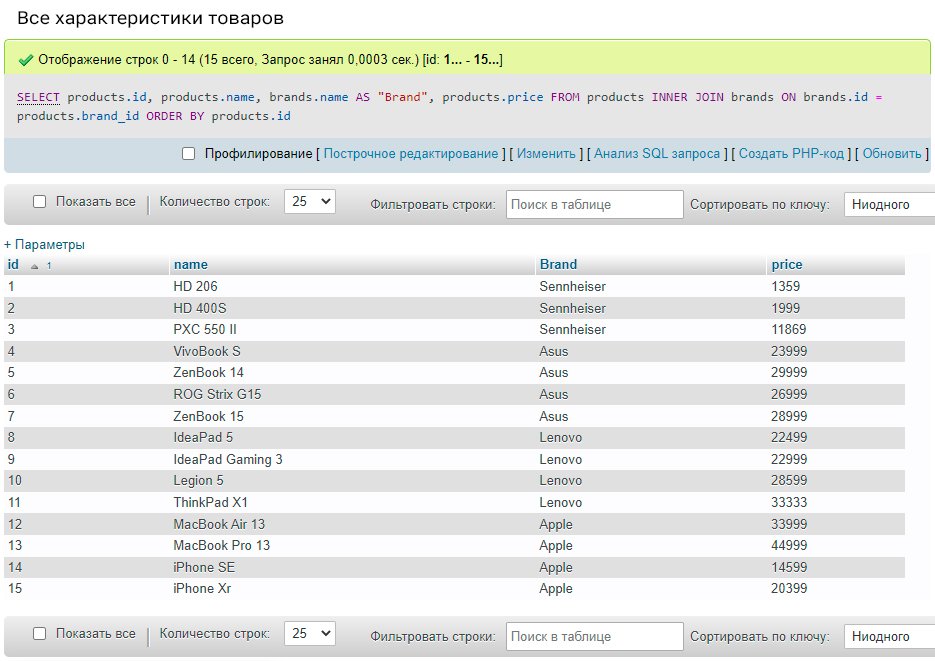 Все характеристики товаров
Отображение строк 0 - 14 (15 всего, Запрос занял 0,0003 сек.) [id: 1... - 15...]
SELECT products.id, products.name, brands.name AS "Brand", products.price FROM products INNER JOIN brands ON brands.id =
products.brand_id ORDER BY products.id
Профилирование [ Построчное редактирование ] [ Изменить ] [ Анализ SQL запроса ] [ Создать PHP-код ] [ Обновить ]
Показать все Количество строк: 25 Фильтровать строки: Поиск в таблице Сортировать по ключу: Ниодного
+ Параметры
id 1 name Brand price
1 HD 206 Sennheiser 1359
2 HD 400S Sennheiser 1999
3 PXC 550 II Sennheiser 11869
4 VivoBook S Asus 23999
5 ZenBook 14 Asus 29999
6 ROG Strix G15 Asus 26999
7 ZenBook 15 Asus 28999
8 IdeaPad 5 Lenovo 22499
9 IdeaPad Gaming 3 Lenovo 22999
10 Legion 5 Lenovo 28599
11 ThinkPad X1 Lenovo 33333
12 MacBook Air 13 Apple 33999
13 MacBook Pro 13 Apple 44999
14 iPhone SE Apple 14599
15 iPhone Xr Apple 20399
Показать все Количество строк: 25 Фильтровать строки: Поиск в таблице Сортировать по ключу: Ниодного